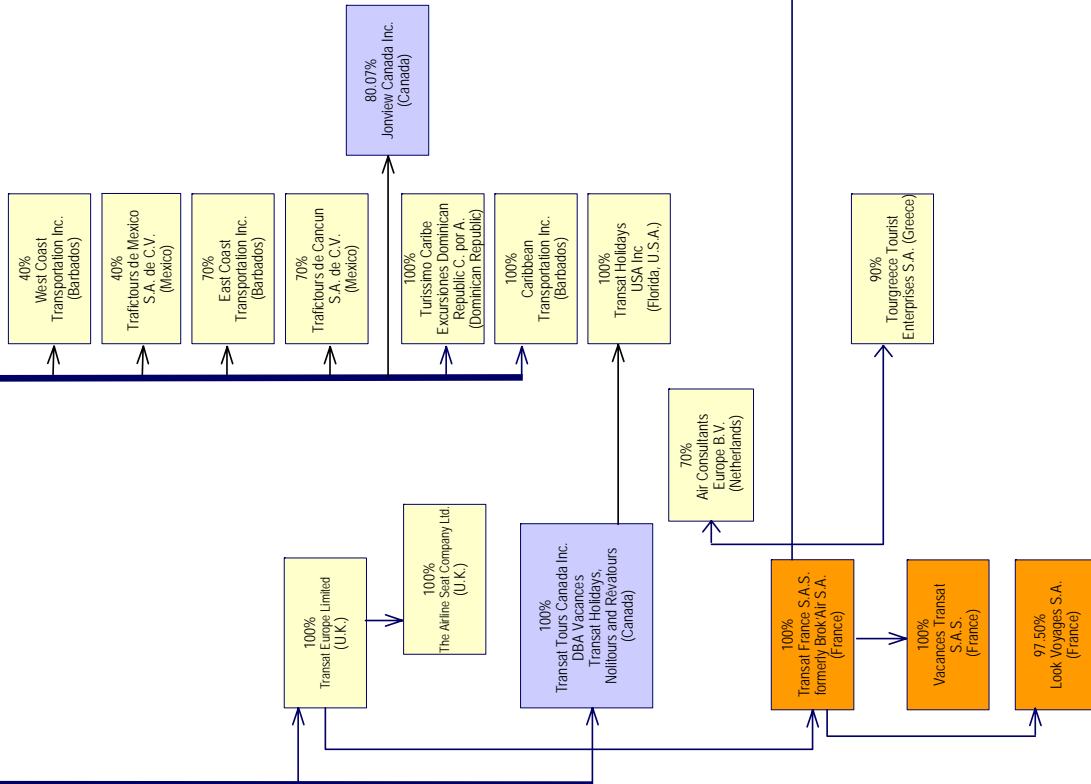 40%
West Coast
Transportation Inc.
(Barbados)
40%
Trafictours de Mexico
S.A. de C.V.
(Mexico)
70%
East Coast
Transportation Inc.
(Barbados)
70%
Trafictours de Cancun
S.A. de C.V.
(Mexico)
80.07%
Jonview Canada Inc.
(Canada)
100%
Turissimo Caribe
Excursiones Dominican
Republic C. por A.
(Dominican Republic)
100%
Caribbean
Transportation Inc.
(Barbados)
100%
Transat Holidays
USA Inc
(Florida, U.S.A.)
100%
Transat Europe Limited
(U.K.)
100%
The Airline Seat Company Ltd.
(U.K.)
100%
Transat Tours Canada Inc.
DBA Vacances
Transat Holidays,
Nolitours and Rêvatours
(Canada)
70%
Air Consultants
Europe B.V.
(Netherlands)
90%
Tourgreece Tourist
Enterprises S.A. (Greece)
100%
Transat France S.A.S.
formerly Brok'Air S.A.
(France)
100%
Vacances Transat
S.A.S.
(France)
97.50%
Look Voyages S.A.
(France)